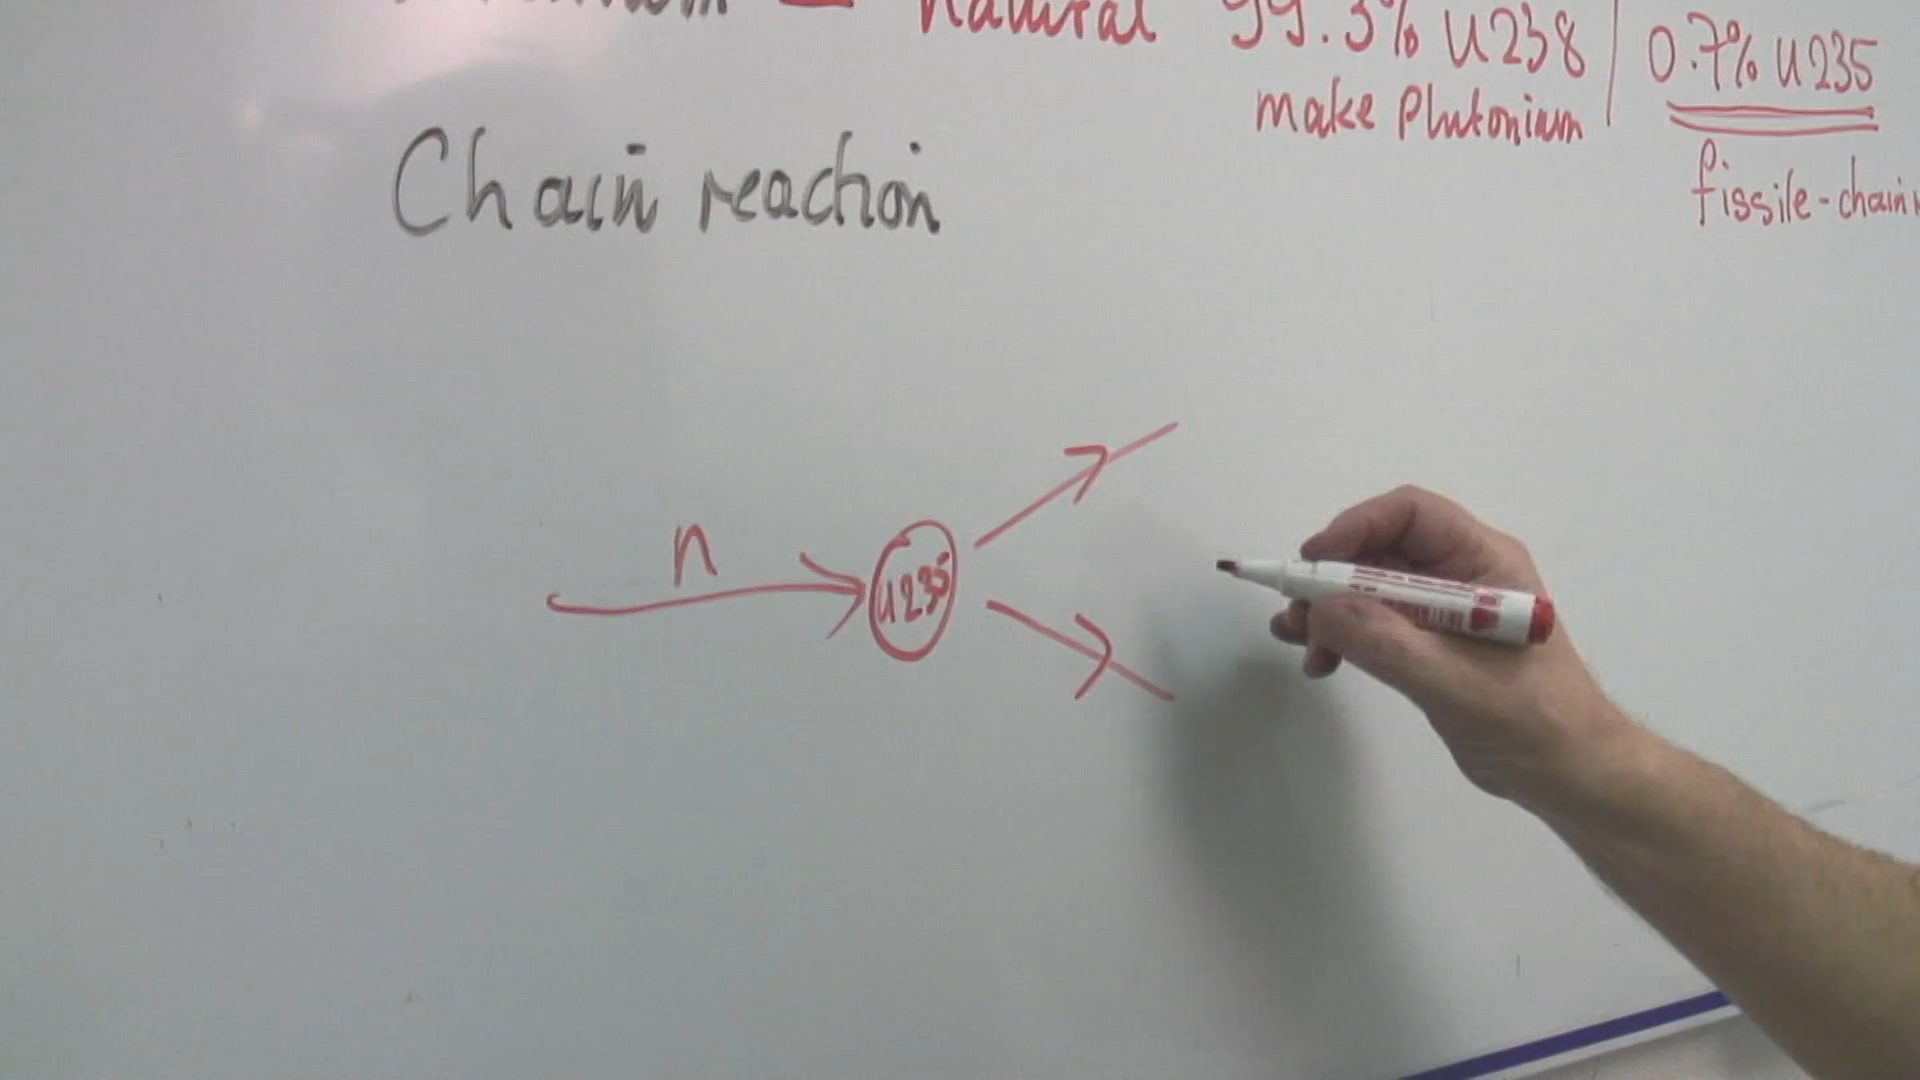 Natural 99.3% U238 | 0.7% U235
make Plutonium
fissile-chain
Chain reaction
n
U235